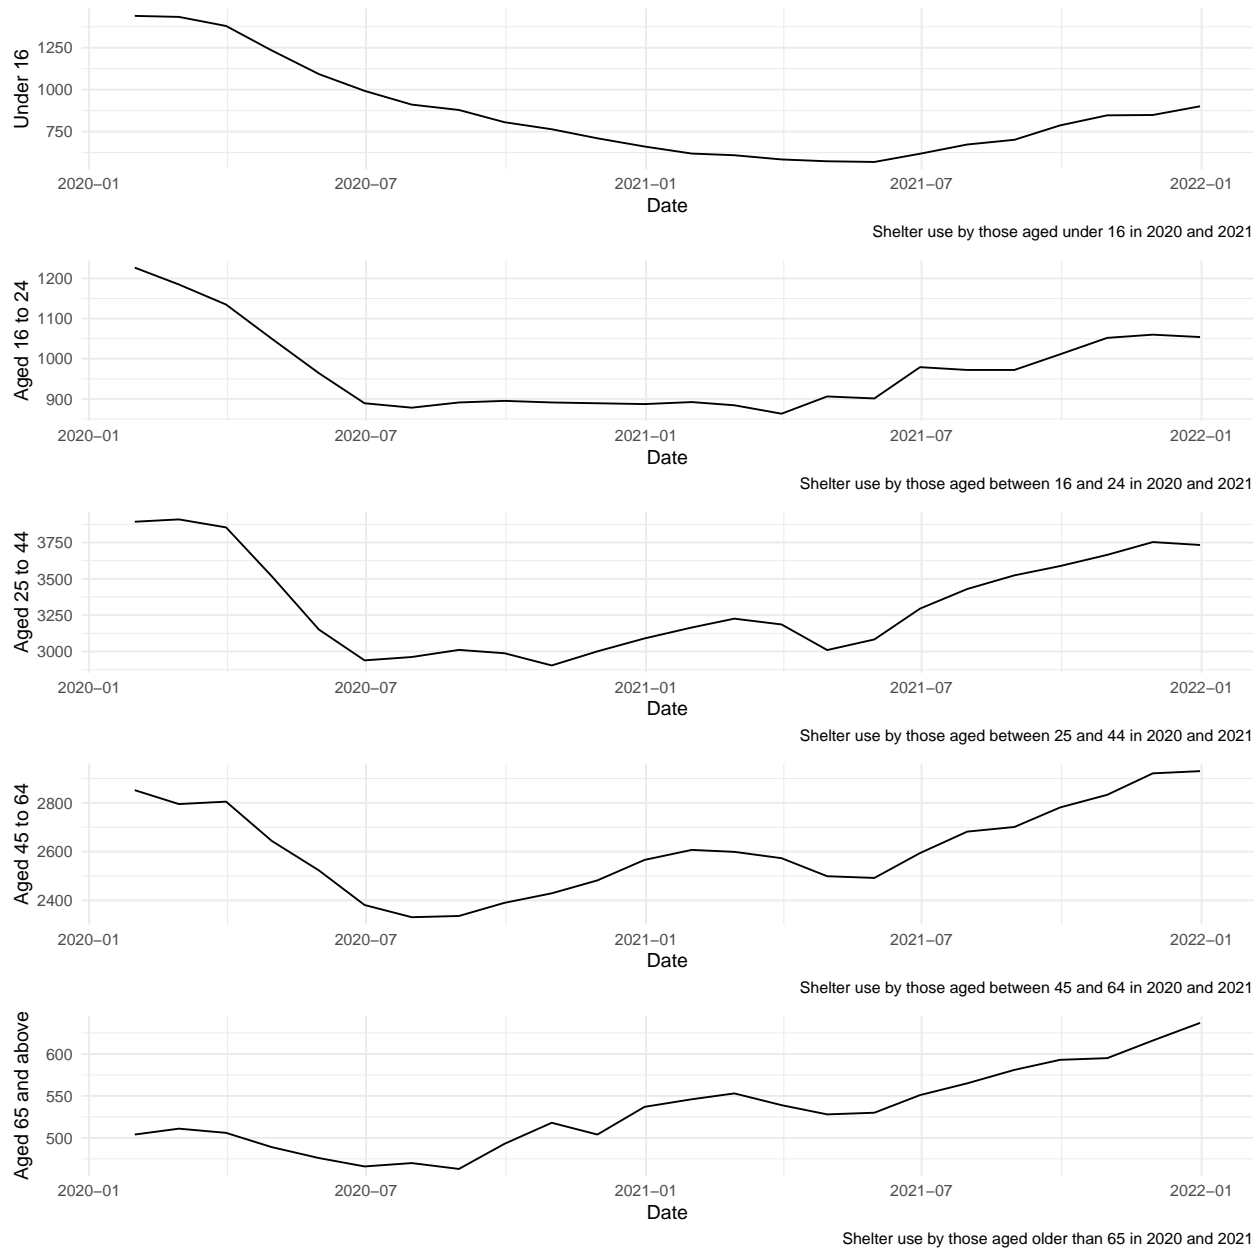 Under 16
1250
1000
750
2020–01 2020–07 2021–01 2021–07 2022–01
Date
Shelter use by those aged under 16 in 2020 and 2021
Aged 16 to 24
1200
1100
1000
900
2020–01 2020–07 2021–01 2021–07 2022–01
Date
Shelter use by those aged between 16 and 24 in 2020 and 2021
Aged 25 to 44
3750
3500
3250
3000
2020–01 2020–07 2021–01 2021–07 2022–01
Date
Shelter use by those aged between 25 and 44 in 2020 and 2021
Aged 45 to 64
2800
2600
2400
2020–01 2020–07 2021–01 2021–07 2022–01
Date
Shelter use by those aged between 45 and 64 in 2020 and 2021
Aged 65 and above
600
550
500
2020–01 2020–07 2021–01 2021–07 2022–01
Date
Shelter use by those aged older than 65 in 2020 and 2021